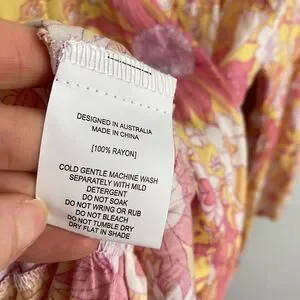 DESIGNED IN AUSTRALIA
MADE IN CHINA
[100% RAYON]
COLD GENTLE MACHINE WASH
SEPARATELY WITH MILD
DETERGENT
DO NOT SOAK
DO NOT WRING OR RUB
DO NOT BLEACH
DO NOT TUMBLE DRY
DRY FLAT IN SHADE